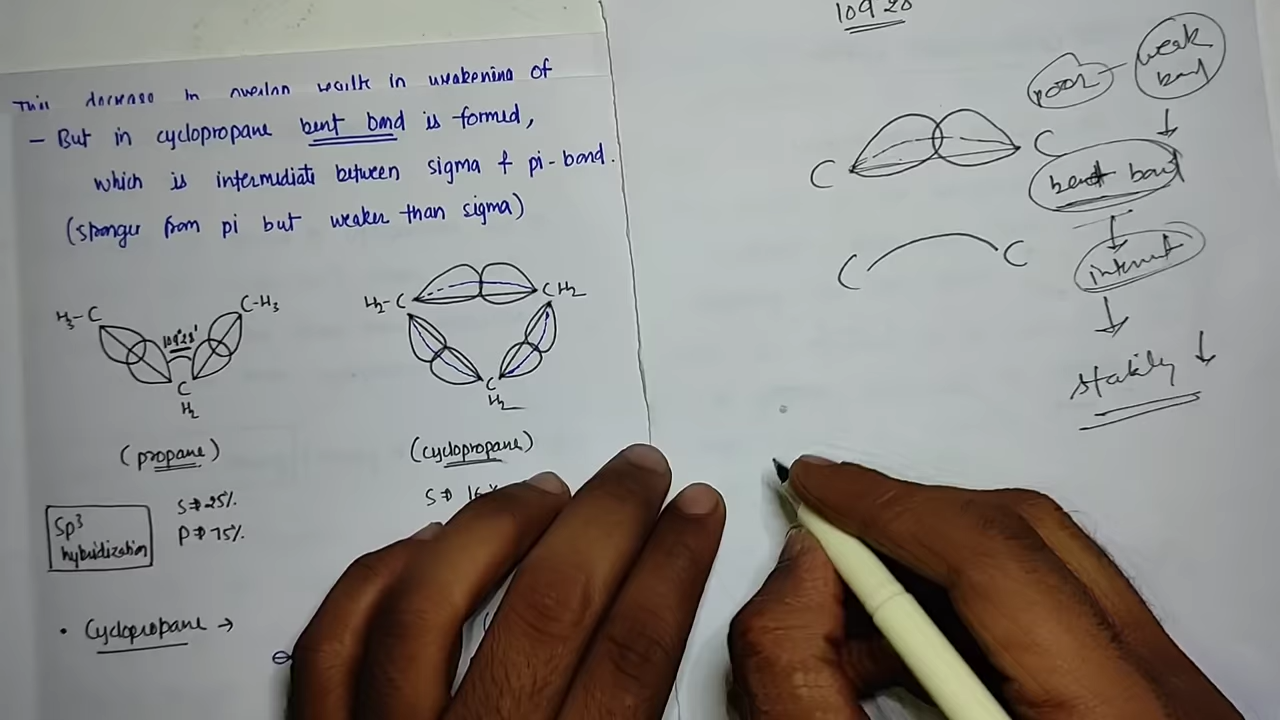 This decrease in overlap results in weakening of
- But in cyclopropane bent bond is formed,
which is intermediate between sigma & pi-bond.
(stronger from pi but weaker than sigma)
H3-C
C-H3
109°28'
C
H2
(propane)
H2-C
CH2
C
H2
(cyclopropane)
Sp3
hybridization
S⇒25%
P⇒75%
S⇒ 16
• Cyclopropane →
109 28
poor - weak
bond
C
C
bent bond
C
C
stability ↓